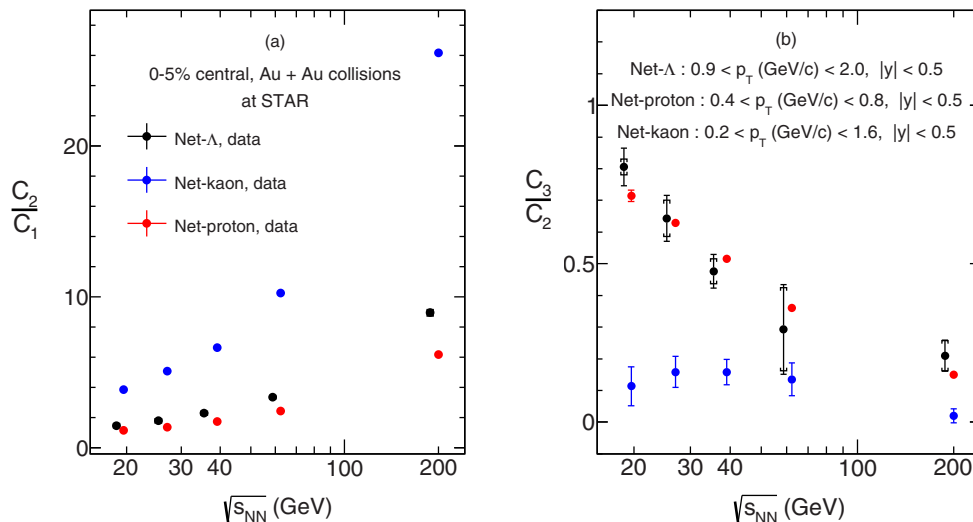 (a)
0-5% central, Au + Au collisions
at STAR
Net-Λ, data
Net-kaon, data
Net-proton, data
C2
C1
20
10
0
20 30 40 100 200
√sNN (GeV)
(b)
Net-Λ : 0.9 < pT (GeV/c) < 2.0, |y| < 0.5
Net-proton : 0.4 < pT (GeV/c) < 0.8, |y| < 0.5
Net-kaon : 0.2 < pT (GeV/c) < 1.6, |y| < 0.5
C3
C2
1
0.5
0
20 30 40 100 200
√sNN (GeV)